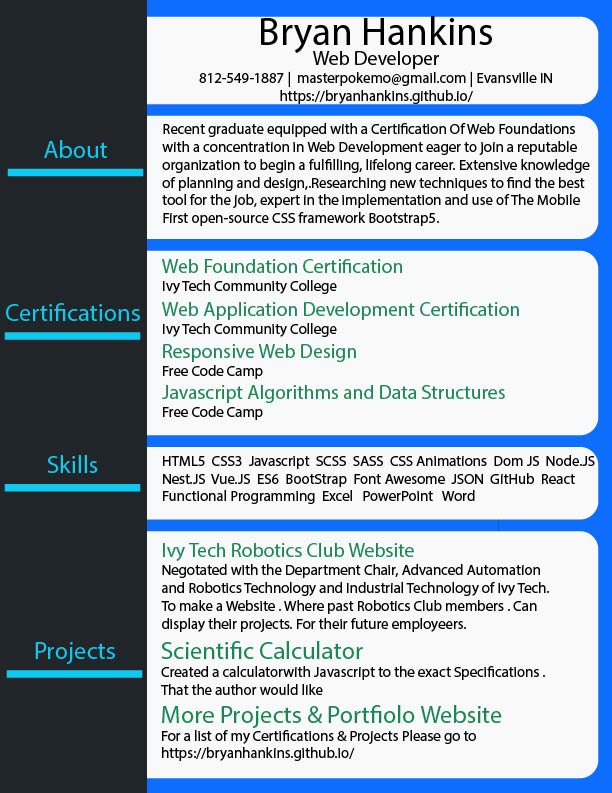 Bryan Hankins
Web Developer
812-549-1887 | masterpokemo@gmail.com | Evansville IN
https://bryanhankins.github.io/
About
Recent graduate equipped with a Certification Of Web Foundations
with a concentration in Web Development eager to join a reputable
organization to begin a fulfilling, lifelong career. Extensive knowledge
of planning and design,.Researching new techniques to find the best
tool for the job, expert in the implementation and use of The Mobile
First open-source CSS framework Bootstrap5.
Certifications
Web Foundation Certification
Ivy Tech Community College
Web Application Development Certification
Ivy Tech Community College
Responsive Web Design
Free Code Camp
Javascript Algorithms and Data Structures
Free Code Camp
Skills
HTML5 CSS3 Javascript SCSS SASS CSS Animations Dom JS Node.JS
Nest.JS Vue.JS ES6 BootStrap Font Awesome JSON GitHub React
Functional Programming Excel PowerPoint Word
Projects
Ivy Tech Robotics Club Website
Negotated with the Department Chair, Advanced Automation
and Robotics Technology and Industrial Technology of Ivy Tech.
To make a Website . Where past Robotics Club members . Can
display their projects. For their future employeers.
Scientific Calculator
Created a calculatorwith Javascript to the exact Specifications .
That the author would like
More Projects & Portfiolo Website
For a list of my Certifications & Projects Please go to
https://bryanhankins.github.io/